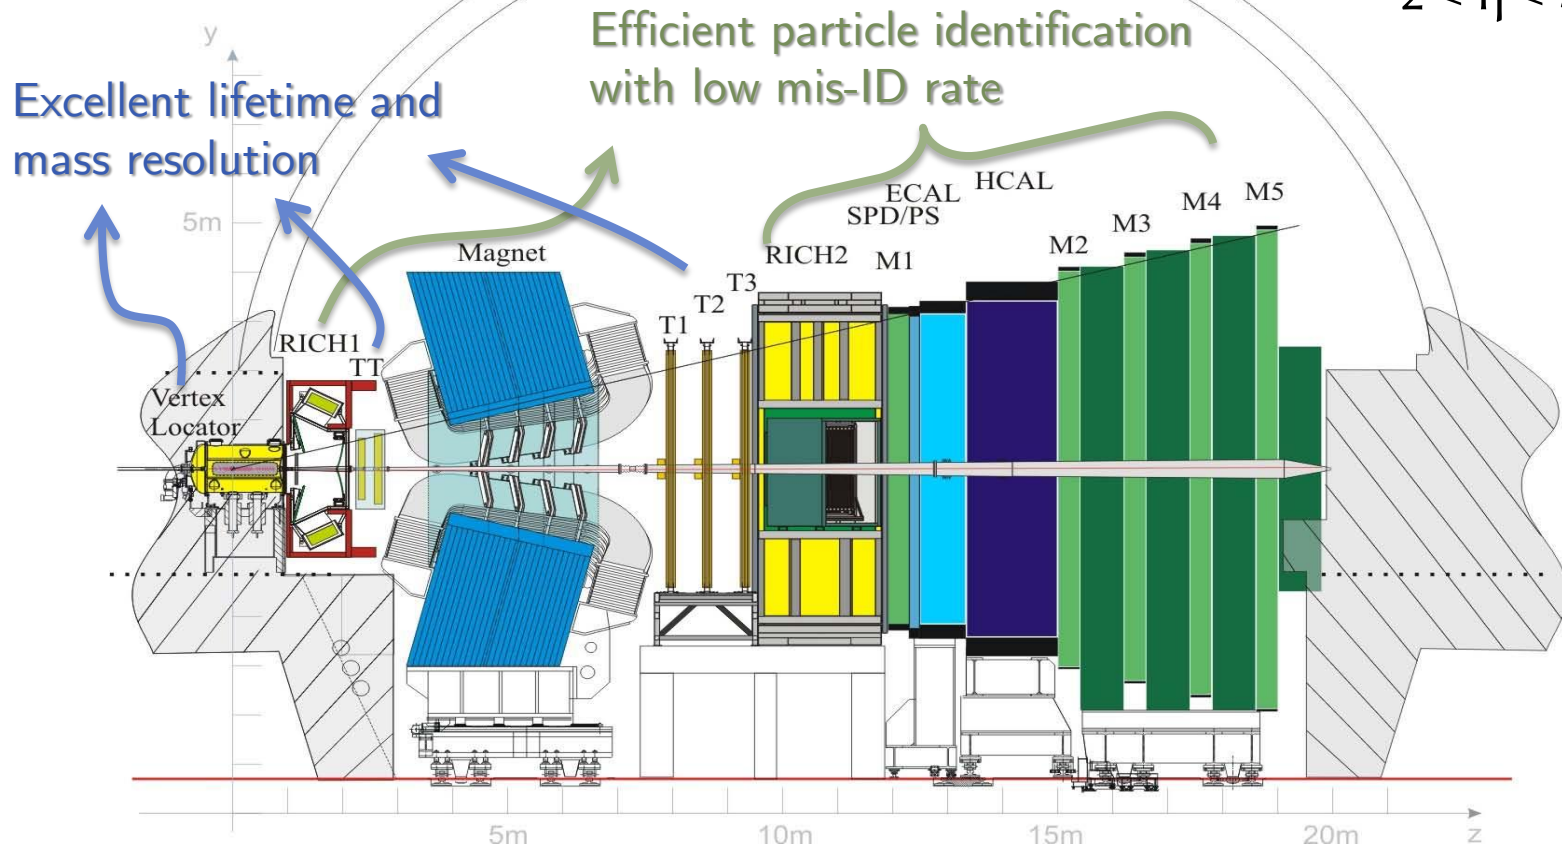 2 < η <
y
Efficient particle identification
with low mis-ID rate
Excellent lifetime and
mass resolution
5m
ECAL
HCAL
SPD/PS
M5
M4
M3
M2
Magnet
RICH2
M1
T3
T2
T1
RICH1
TT
Vertex
Locator
5m
10m
15m
20m
z